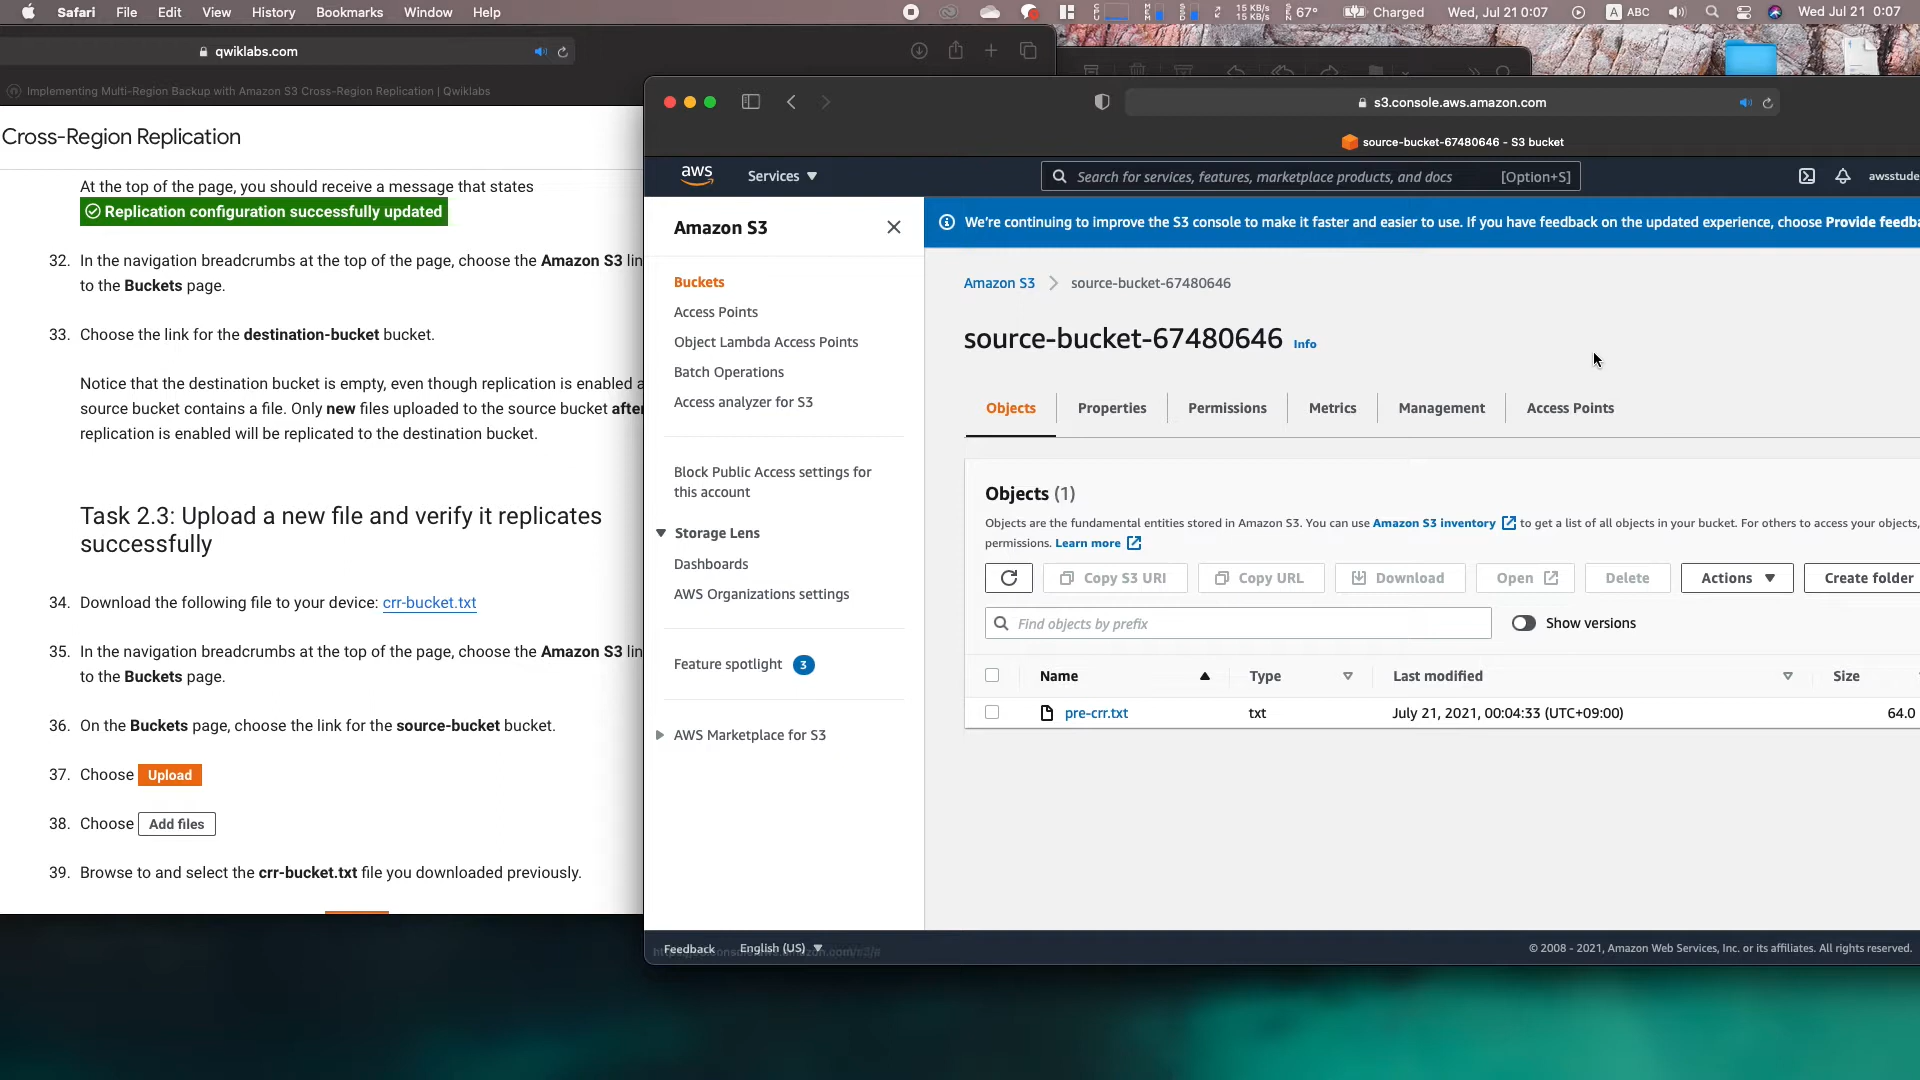 Safari File Edit View History Bookmarks Window Help
15 KB/s
15 KB/s
67°
Charged
Wed, Jul 21 0:07
A ABC
Wed Jul 21 0:07
qwiklabs.com
Implementing Multi-Region Backup with Amazon S3 Cross-Region Replication | Qwiklabs
Cross-Region Replication
At the top of the page, you should receive a message that states
Replication configuration successfully updated
32. In the navigation breadcrumbs at the top of the page, choose the Amazon S3 lin
to the Buckets page.
33. Choose the link for the destination-bucket bucket.
Notice that the destination bucket is empty, even though replication is enabled a
source bucket contains a file. Only new files uploaded to the source bucket after
replication is enabled will be replicated to the destination bucket.
Task 2.3: Upload a new file and verify it replicates
successfully
34. Download the following file to your device: crr-bucket.txt
35. In the navigation breadcrumbs at the top of the page, choose the Amazon S3 lin
to the Buckets page.
36. On the Buckets page, choose the link for the source-bucket bucket.
37. Choose Upload
38. Choose Add files
39. Browse to and select the crr-bucket.txt file you downloaded previously.
s3.console.aws.amazon.com
source-bucket-67480646 - S3 bucket
aws Services
Search for services, features, marketplace products, and docs [Option+S]
awsstude
Amazon S3
Buckets
Access Points
Object Lambda Access Points
Batch Operations
Access analyzer for S3
Block Public Access settings for
this account
Storage Lens
Dashboards
AWS Organizations settings
Feature spotlight 3
AWS Marketplace for S3
We're continuing to improve the S3 console to make it faster and easier to use. If you have feedback on the updated experience, choose Provide feedba
Amazon S3 source-bucket-67480646
source-bucket-67480646 Info
Objects Properties Permissions Metrics Management Access Points
Objects (1)
Objects are the fundamental entities stored in Amazon S3. You can use Amazon S3 inventory to get a list of all objects in your bucket. For others to access your objects,
permissions. Learn more
Copy S3 URI Copy URL Download Open Delete Actions Create folder
Find objects by prefix
Show versions
Name Type Last modified Size
pre-crr.txt txt July 21, 2021, 00:04:33 (UTC+09:00) 64.0
Feedback English (US)
© 2008 - 2021, Amazon Web Services, Inc. or its affiliates. All rights reserved.